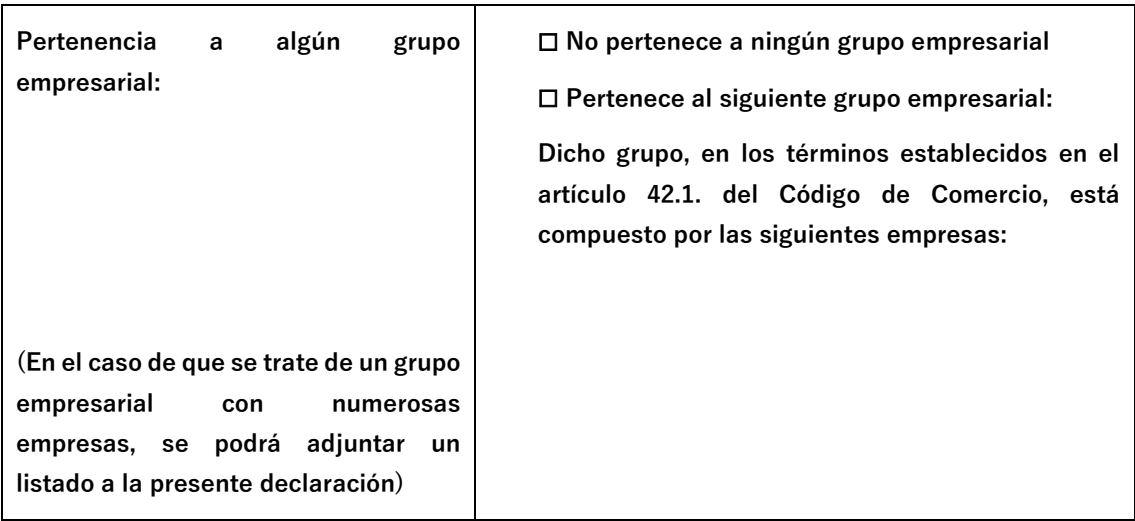 Pertenencia a algún grupo
empresarial:
(En el caso de que se trate de un grupo
empresarial con numerosas
empresas, se podrá adjuntar un
listado a la presente declaración)
☐ No pertenece a ningún grupo empresarial
☐ Pertenece al siguiente grupo empresarial:
Dicho grupo, en los términos establecidos en el
artículo 42.1. del Código de Comercio, está
compuesto por las siguientes empresas: